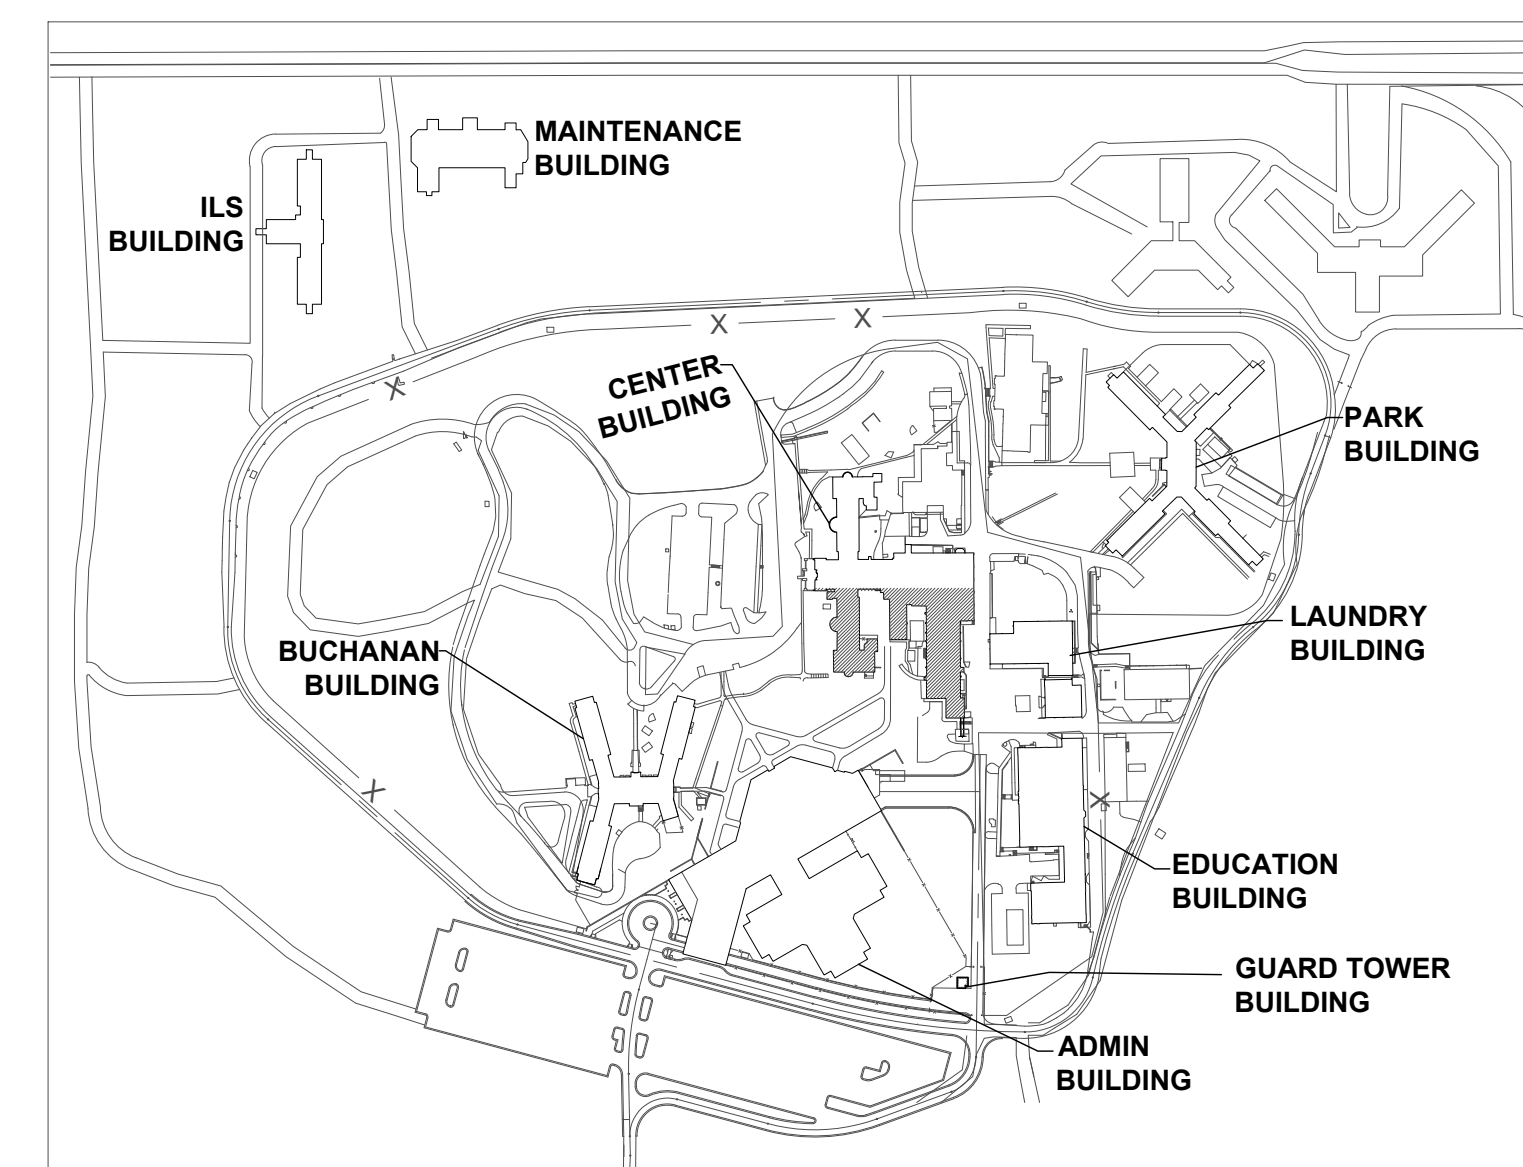 MAINTENANCE
BUILDING
ILS
BUILDING
CENTER
BUILDING
PARK
BUILDING
LAUNDRY
BUILDING
BUCHANAN
BUILDING
EDUCATION
BUILDING
GUARD TOWER
BUILDING
ADMIN
BUILDING
X
X
X
X
X